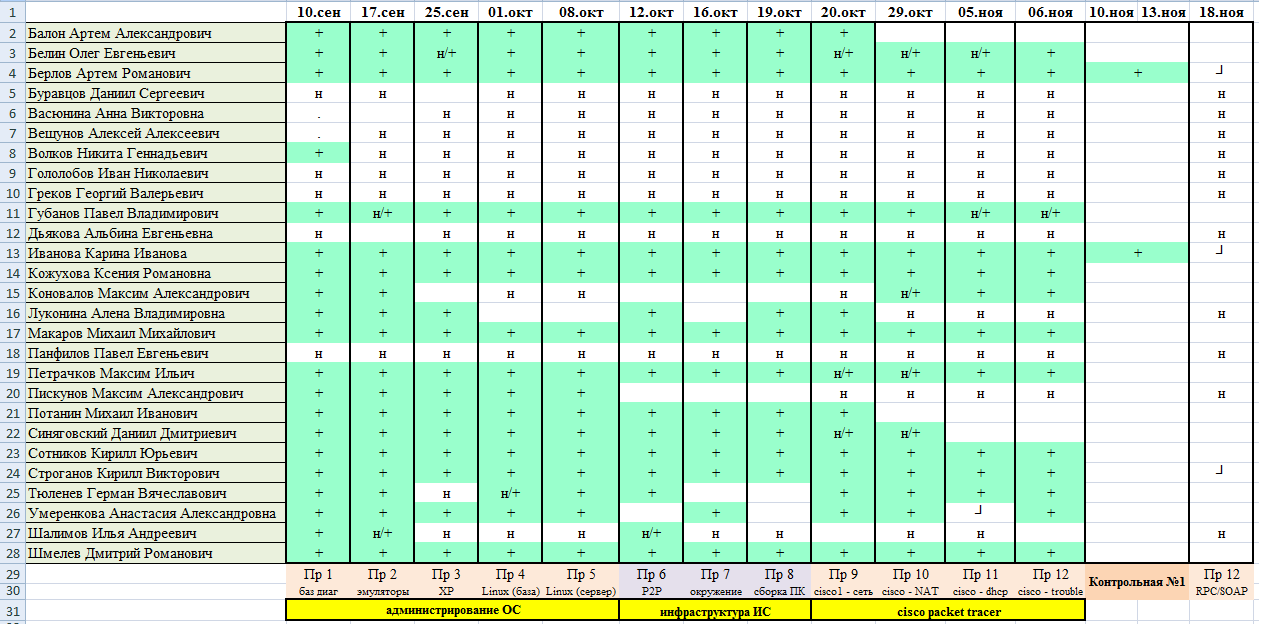 1 10.сен 17.сен 25.сен 01.окт 08.окт 12.окт 16.окт 19.окт 20.окт 29.окт 05.ноя 06.ноя 10.ноя 13.ноя 18.ноя
2 Балон Артем Александрович + + + + + + + + +
3 Белин Олег Евгеньевич + + н/+ + + + + + н/+ н/+ н/+ +
4 Берлов Артем Романович + + + + + + + + + + + + + ┘
5 Буравцов Даниил Сергеевич н н н н н н н н н н н н
6 Васюнина Анна Викторовна . н н н н н н н н н н н
7 Вещунов Алексей Алексеевич . н н н н н н н н н н н н
8 Волков Никита Геннадьевич + н н н н н н н н н н н н
9 Гололобов Иван Николаевич н н н н н н н н н н н н н
10 Греков Георгий Валерьевич н н н н н н н н н н н н н
11 Губанов Павел Владимирович + н/+ + + + + + + + + н/+ н/+
12 Дьякова Альбина Евгеньевна н н н н н н н н н н н н
13 Иванова Карина Иванова + + + + + + + + + + + + + ┘
14 Кожухова Ксения Романовна + + + + + + + + + + + +
15 Коновалов Максим Александрович + + н н н н/+ + +
16 Луконина Алена Владимировна + + + + + + н н н н
17 Макаров Михаил Михайлович + + + + + + + + + + + +
18 Панфилов Павел Евгеньевич н н н н н н н н н н н н н
19 Петрачков Максим Ильич + + + + + + + + н/+ н/+ + +
20 Пискунов Максим Александрович + + + + + н н н н н
21 Потанин Михаил Иванович + + + + + + + + +
22 Синяговский Даниил Дмитриевич + + + + + + + + н/+ н/+
23 Сотников Кирилл Юрьевич + + + + + + + + + + + +
24 Строганов Кирилл Викторович + + + + + + + + + + + + ┘
25 Тюленев Герман Вячеславович + + н н/+ + + + + + +
26 Умеренкова Анастасия Александровна + + + + + + + + ┘ +
27 Шалимов Илья Андреевич + н/+ н н н н/+ н н н н н
28 Шмелев Дмитрий Романович + + + + + + + + + + + +
29 Пр 1 Пр 2 Пр 3 Пр 4 Пр 5 Пр 6 Пр 7 Пр 8 Пр 9 Пр 10 Пр 11 Пр 12 Контрольная №1 Пр 12
30 баз диаг эмуляторы XP Linux (база) Linux (сервер) P2P окружение сборка ПК cisco1 - сеть cisco - NAT cisco - dhcp cisco - trouble RPC/SOAP
31 администрирование ОС инфраструктура ИС cisco packet tracer